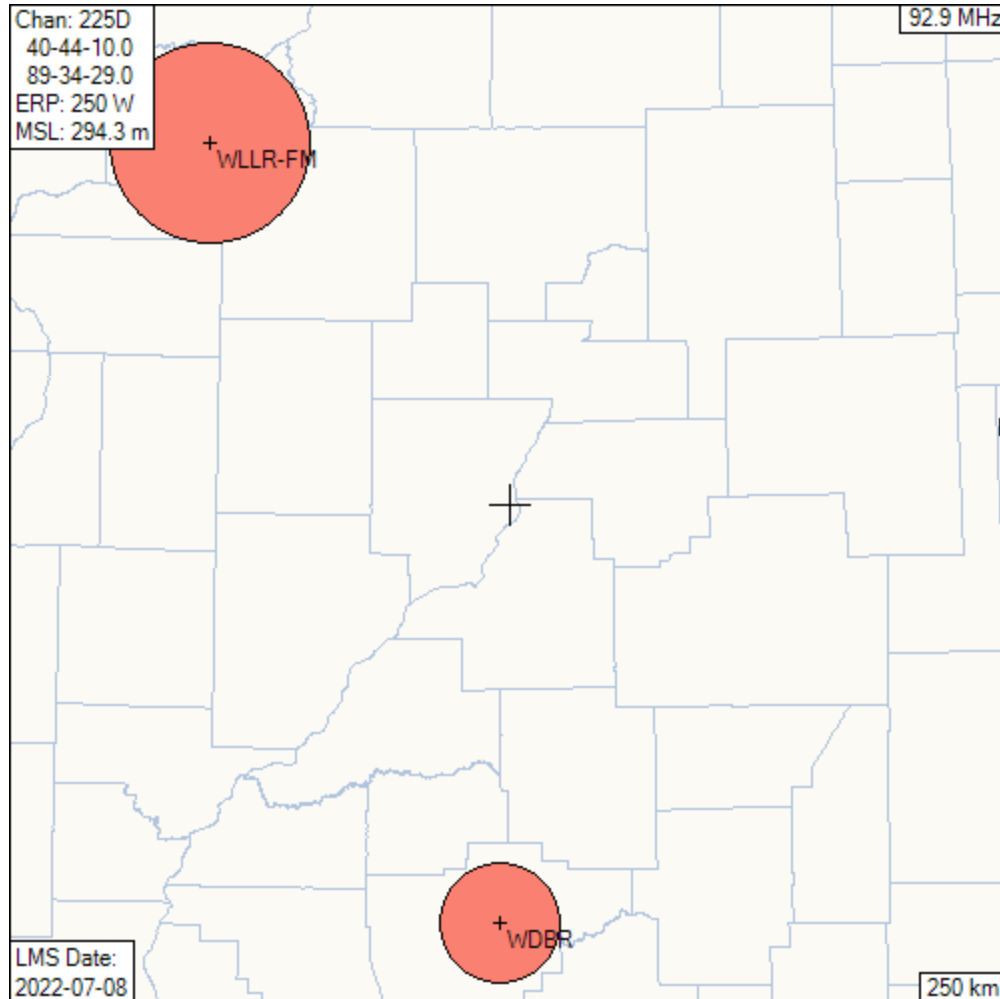 Chan: 225D
40-44-10.0
89-34-29.0
ERP: 250 W
MSL: 294.3 m
92.9 MHz
WLLR-FM
WDBR
LMS Date:
2022-07-08
250 km